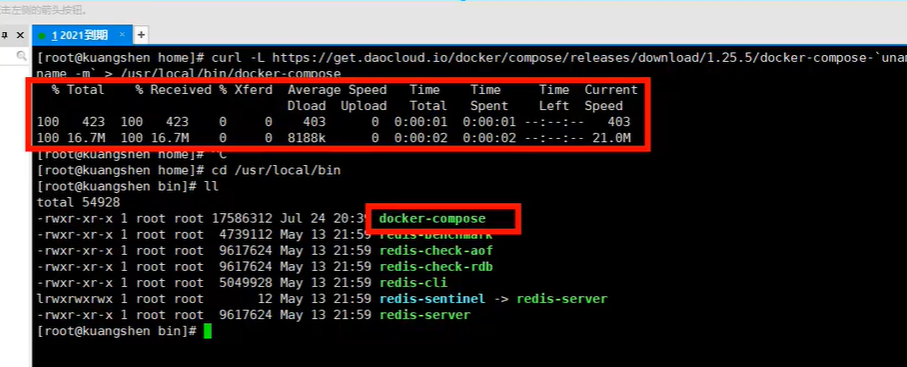 击左侧的箭头按钮。
1 2021到期 × +
[root@kuangshen home]# curl -L https://get.daocloud.io/docker/compose/releases/download/1.25.5/docker-compose-`una
name -m` > /usr/local/bin/docker-compose
% Total % Received % Xferd Average Speed Time Time Time Current
Dload Upload Total Spent Left Speed
100 423 100 423 0 0 403 0 0:00:01 0:00:01 --:--:-- 403
100 16.7M 100 16.7M 0 0 8188k 0 0:00:02 0:00:02 --:--:-- 21.0M
[root@kuangshen home]# ^C
[root@kuangshen home]# cd /usr/local/bin
[root@kuangshen bin]# ll
total 54928
-rwxr-xr-x 1 root root 17586312 Jul 24 20:39 docker-compose
-rwxr-xr-x 1 root root 4739112 May 13 21:59 redis-benchmark
-rwxr-xr-x 1 root root 9617624 May 13 21:59 redis-check-aof
-rwxr-xr-x 1 root root 9617624 May 13 21:59 redis-check-rdb
-rwxr-xr-x 1 root root 5049928 May 13 21:59 redis-cli
lrwxrwxrwx 1 root root 12 May 13 21:59 redis-sentinel -> redis-server
-rwxr-xr-x 1 root root 9617624 May 13 21:59 redis-server
[root@kuangshen bin]#